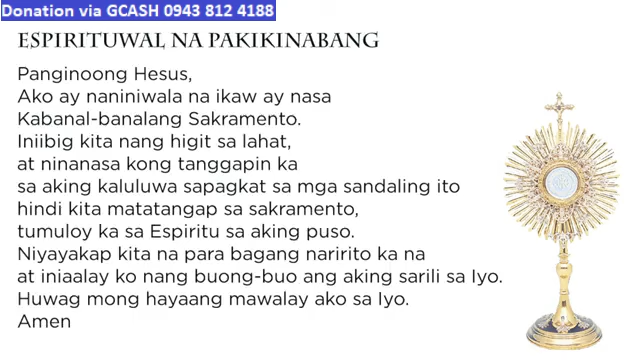 Donation via GCASH 0943 812 4188
ESPIRITUWAL NA PAKIKINABANG
Panginoong Hesus,
Ako ay naniniwala na ikaw ay nasa
Kabanal-banalang Sakramento.
Iniibig kita nang higit sa lahat,
at ninanasa kong tanggapin ka
sa aking kaluluwa sapagkat sa mga sandaling ito
hindi kita matatangap sa sakramento,
tumuloy ka sa Espiritu sa aking puso.
Niyayakap kita na para bagang naririto ka na
at iniaalay ko nang buong-buo ang aking sarili sa Iyo.
Huwag mong hayaang mawalay ako sa Iyo.
Amen